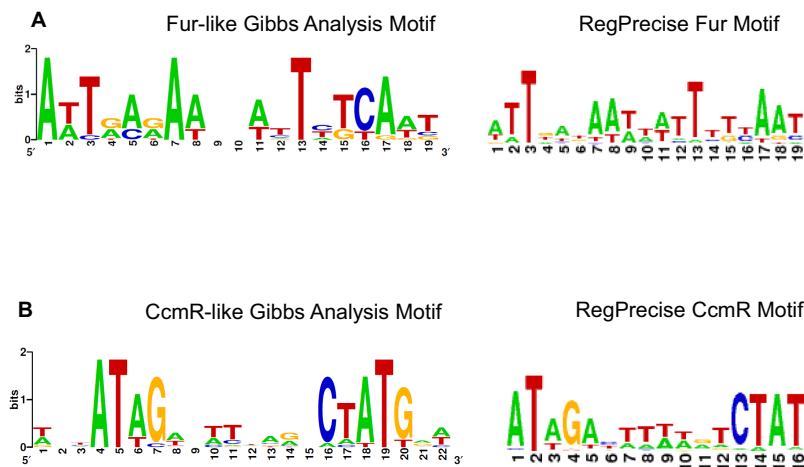 A
Fur-like Gibbs Analysis Motif
RegPrecise Fur Motif
2
bits
1
0
5′ 1 2 3 4 5 6 7 8 9 10 11 12 13 14 15 16 17 18 19 3′
1 2 3 4 5 6 7 8 9 10 11 12 13 14 15 16 17 18 19
B
CcmR-like Gibbs Analysis Motif
RegPrecise CcmR Motif
2
bits
1
0
5′ 1 2 3 4 5 6 7 8 9 10 11 12 13 14 15 16 17 18 19 20 21 22 3′
1 2 3 4 5 6 7 8 9 10 11 12 13 14 15 16